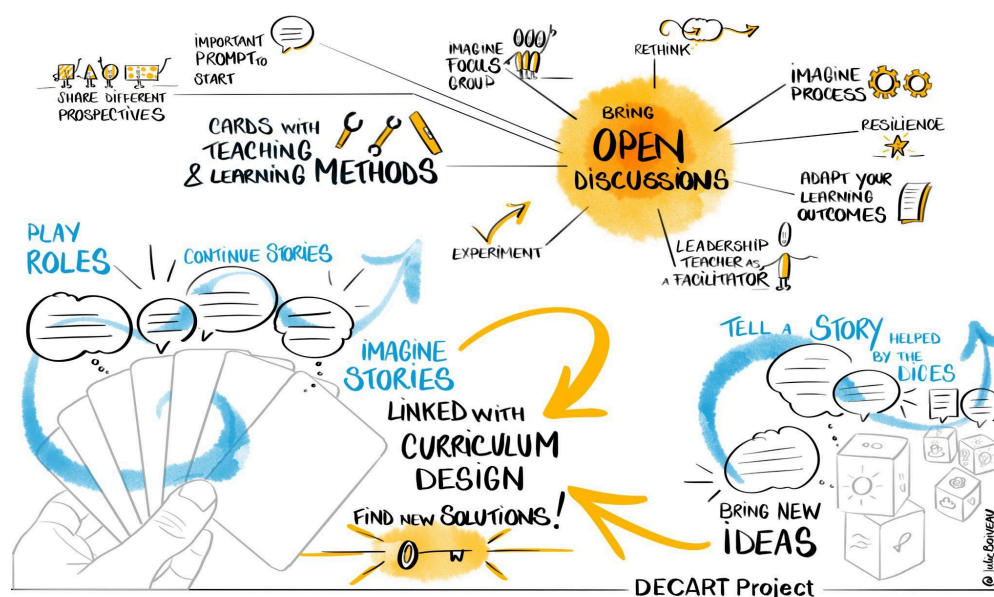 IMPORTANT
PROMPT TO
START
SHARE DIFFERENT
PROSPECTIVES
CARDS WITH
TEACHING
& LEARNING METHODS
IMAGINE
FOCUS
GROUP
RETHINK
IMAGINE
PROCESS
RESILIENCE
ADAPT YOUR
LEARNING
OUTCOMES
BRING
OPEN
DISCUSSIONS
EXPERIMENT
LEADERSHIP
TEACHER AS
A FACILITATOR
PLAY
ROLES
CONTINUE STORIES
IMAGINE
STORIES
LINKED WITH
CURRICULUM
DESIGN
FIND NEW SOLUTIONS!
TELL A STORY HELPED
BY THE
DICES
BRING NEW
IDEAS
DECART Project
@ Julie BOIVEAU